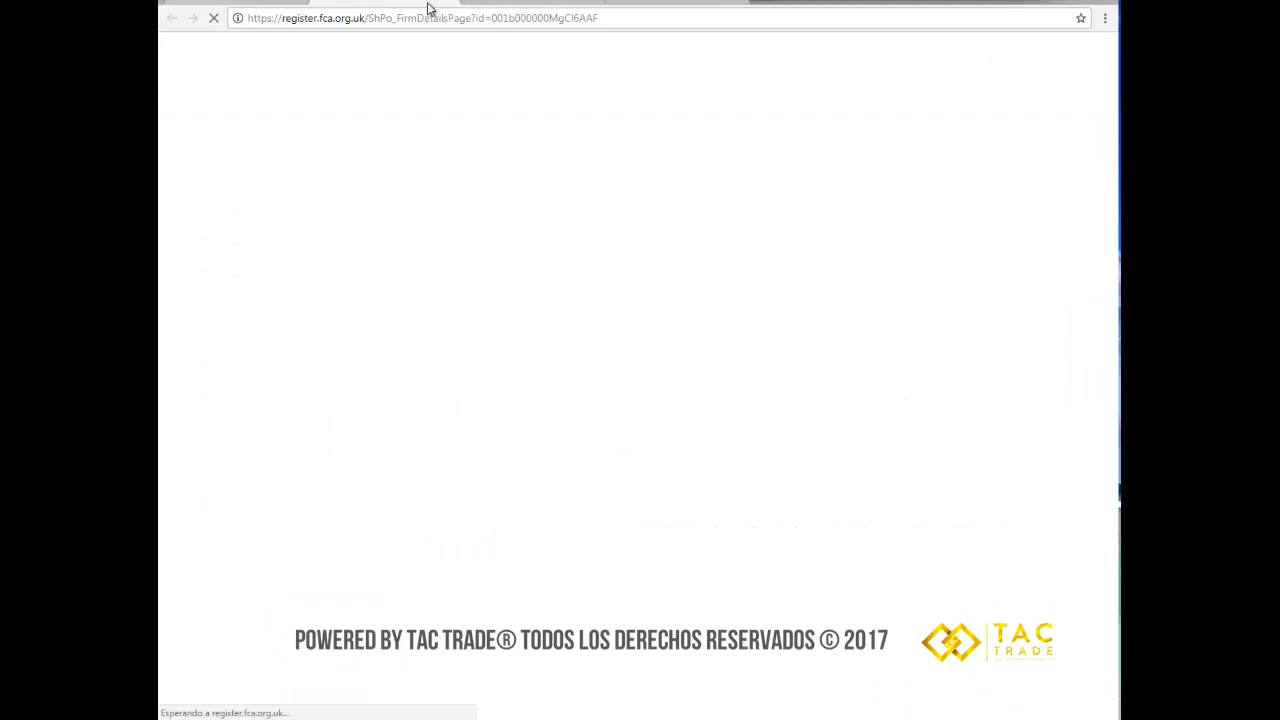 https://register.fca.org.uk/ShPo_FirmDetailsPage?id=001b000000MgCl6AAF
POWERED BY TAC TRADE® TODOS LOS DERECHOS RESERVADOS © 2017
TAC
TRADE
Esperando a register.fca.org.uk...